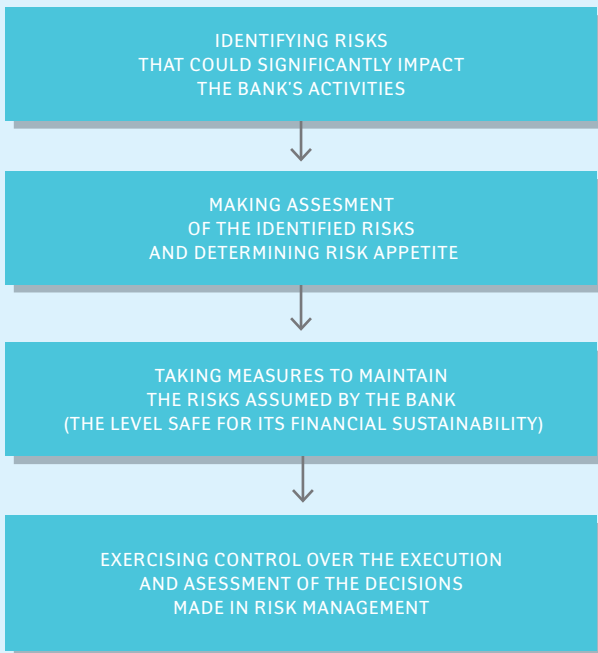 IDENTIFYING RISKS
THAT COULD SIGNIFICANTLY IMPACT
THE BANK'S ACTIVITIES
MAKING ASSESMENT
OF THE IDENTIFIED RISKS
AND DETERMINING RISK APPETITE
TAKING MEASURES TO MAINTAIN
THE RISKS ASSUMED BY THE BANK
(THE LEVEL SAFE FOR ITS FINANCIAL SUSTAINABILITY)
EXERCISING CONTROL OVER THE EXECUTION
AND ASESSMENT OF THE DECISIONS
MADE IN RISK MANAGEMENT